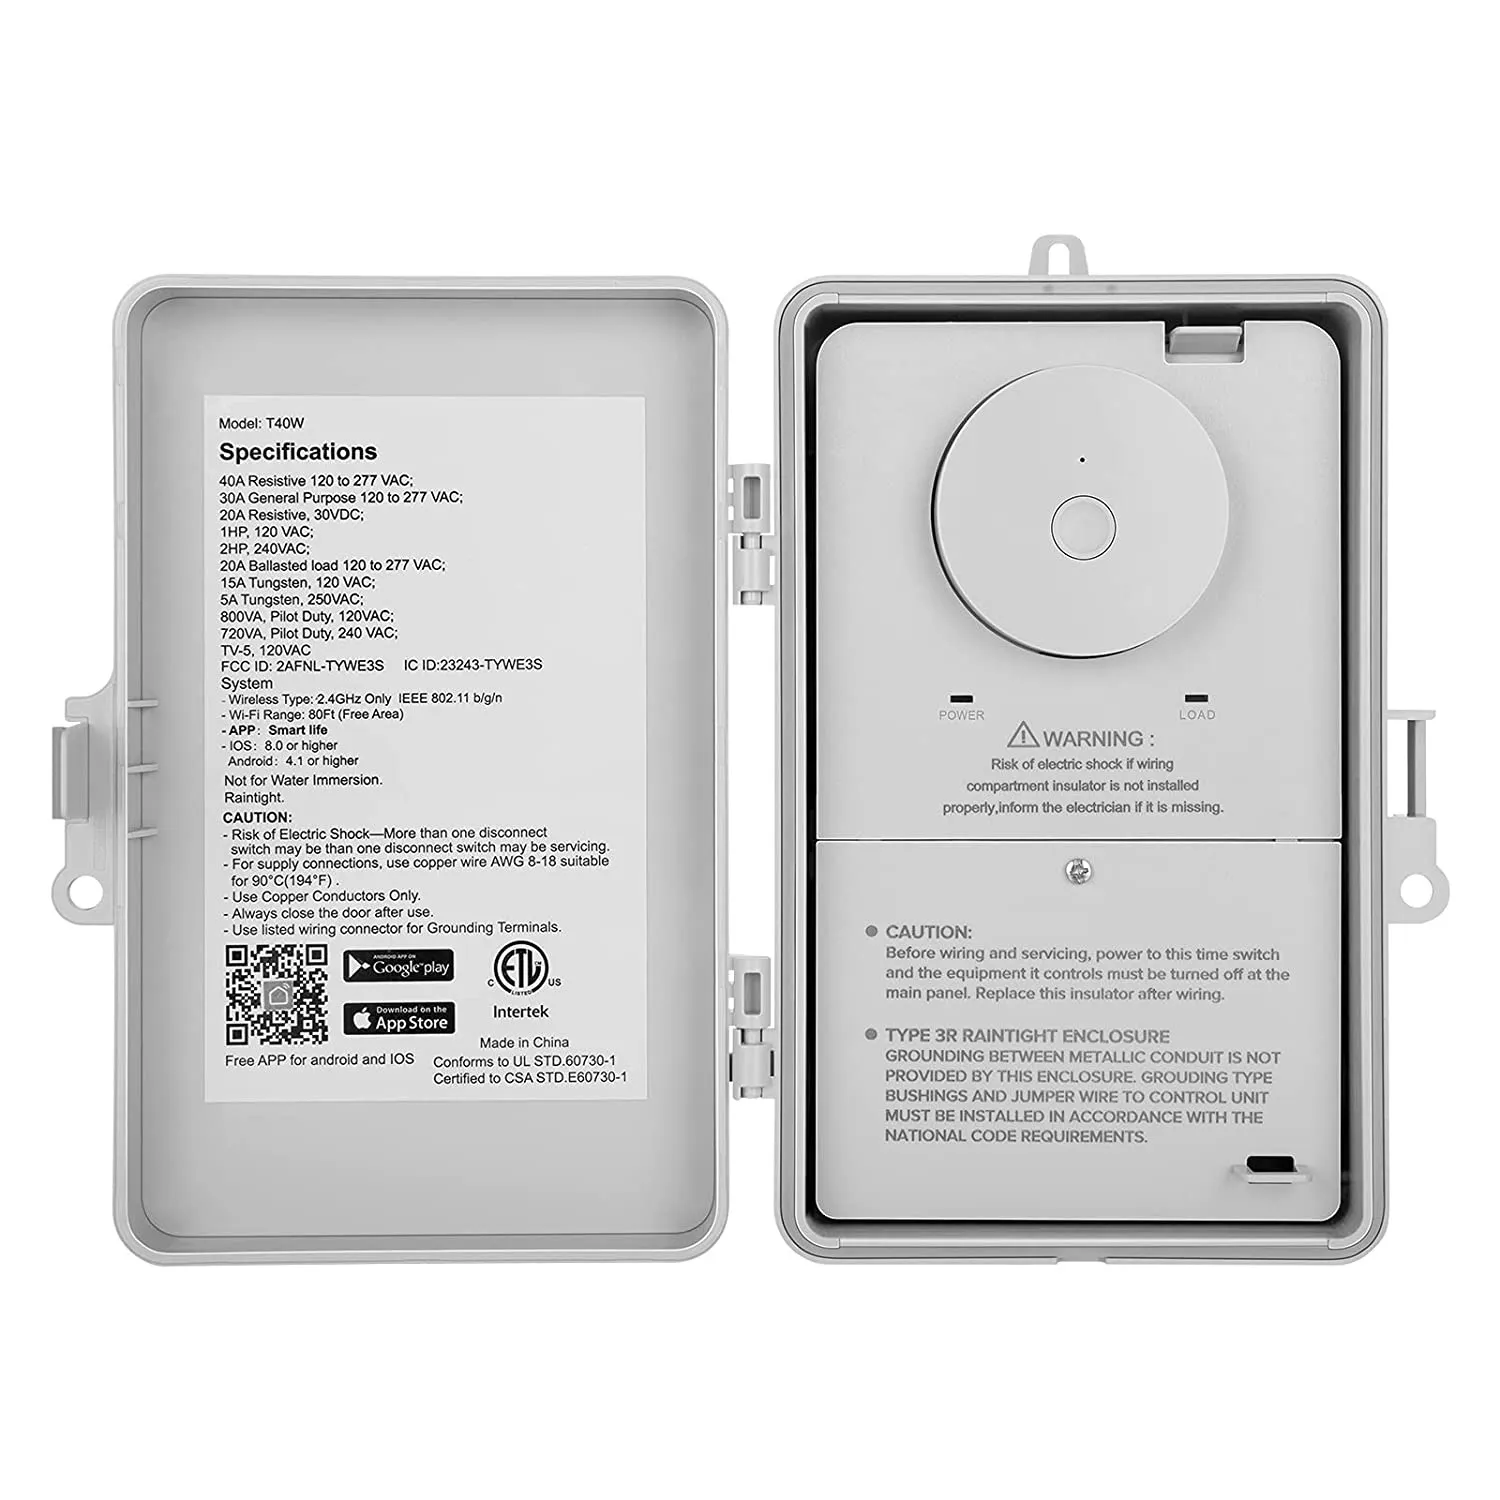 Model: T40W
Specifications
40A Resistive 120 to 277 VAC;
30A General Purpose 120 to 277 VAC;
20A Resistive, 30VDC;
1HP, 120 VAC;
2HP, 240VAC;
20A Ballasted load 120 to 277 VAC;
15A Tungsten, 120 VAC;
5A Tungsten, 250VAC;
800VA, Pilot Duty, 120VAC;
720VA, Pilot Duty, 240 VAC;
TV-5, 120VAC
FCC ID: 2AFNL-TYWE3S IC ID:23243-TYWE3S
System
- Wireless Type: 2.4GHz Only IEEE 802.11 b/g/n
- Wi-Fi Range: 80Ft (Free Area)
- APP: Smart life
- IOS: 8.0 or higher
Android: 4.1 or higher
Not for Water Immersion.
Raintight.
CAUTION:
- Risk of Electric Shock—More than one disconnect
switch may be than one disconnect switch may be servicing.
- For supply connections, use copper wire AWG 8-18 suitable
for 90°C(194°F) .
- Use Copper Conductors Only.
- Always close the door after use.
- Use listed wiring connector for Grounding Terminals.
ANDROID APP ON
Google play
Download on the
App Store
Free APP for android and IOS
ETL
C LISTED US
Intertek
Made in China
Conforms to UL STD.60730-1
Certified to CSA STD.E60730-1
POWER
LOAD
WARNING :
Risk of electric shock if wiring
compartment insulator is not installed
properly,inform the electrician if it is missing.
● CAUTION:
Before wiring and servicing, power to this time switch
and the equipment it controls must be turned off at the
main panel. Replace this insulator after wiring.
● TYPE 3R RAINTIGHT ENCLOSURE
GROUNDING BETWEEN METALLIC CONDUIT IS NOT
PROVIDED BY THIS ENCLOSURE. GROUDING TYPE
BUSHINGS AND JUMPER WIRE TO CONTROL UNIT
MUST BE INSTALLED IN ACCORDANCE WITH THE
NATIONAL CODE REQUIREMENTS.